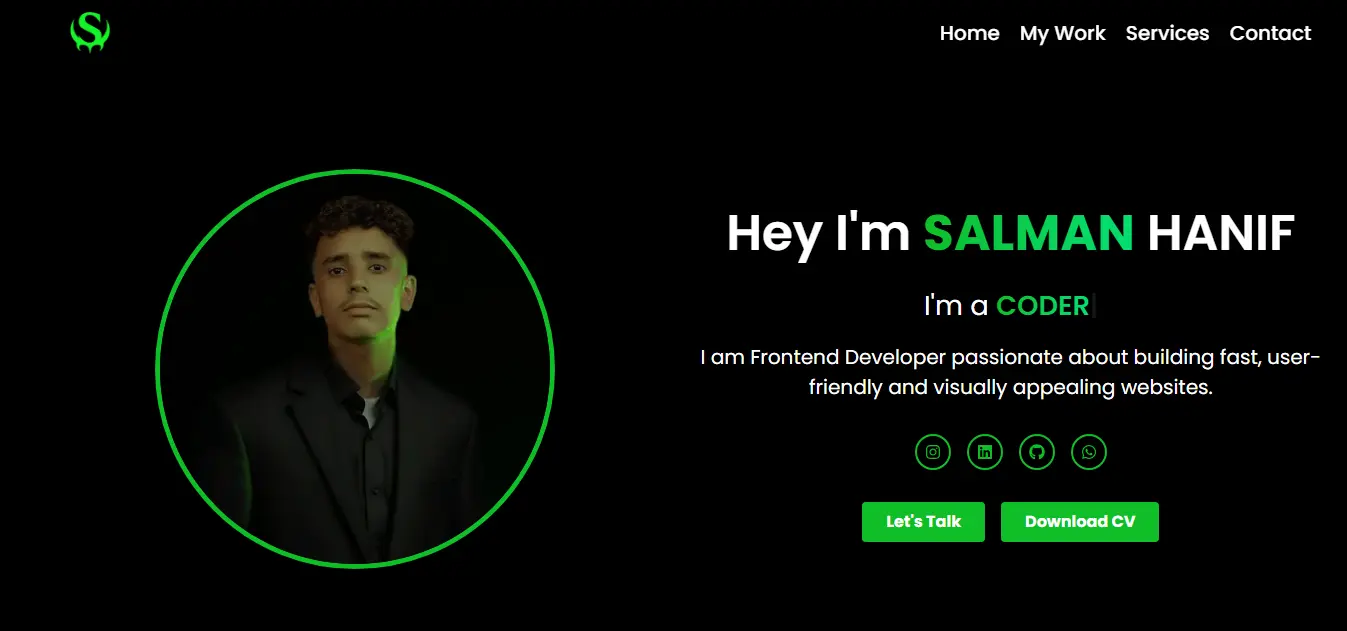 S
Home My Work Services Contact
Hey I'm SALMAN HANIF
I'm a CODER
I am Frontend Developer passionate about building fast, user-
friendly and visually appealing websites.
Let's Talk Download CV